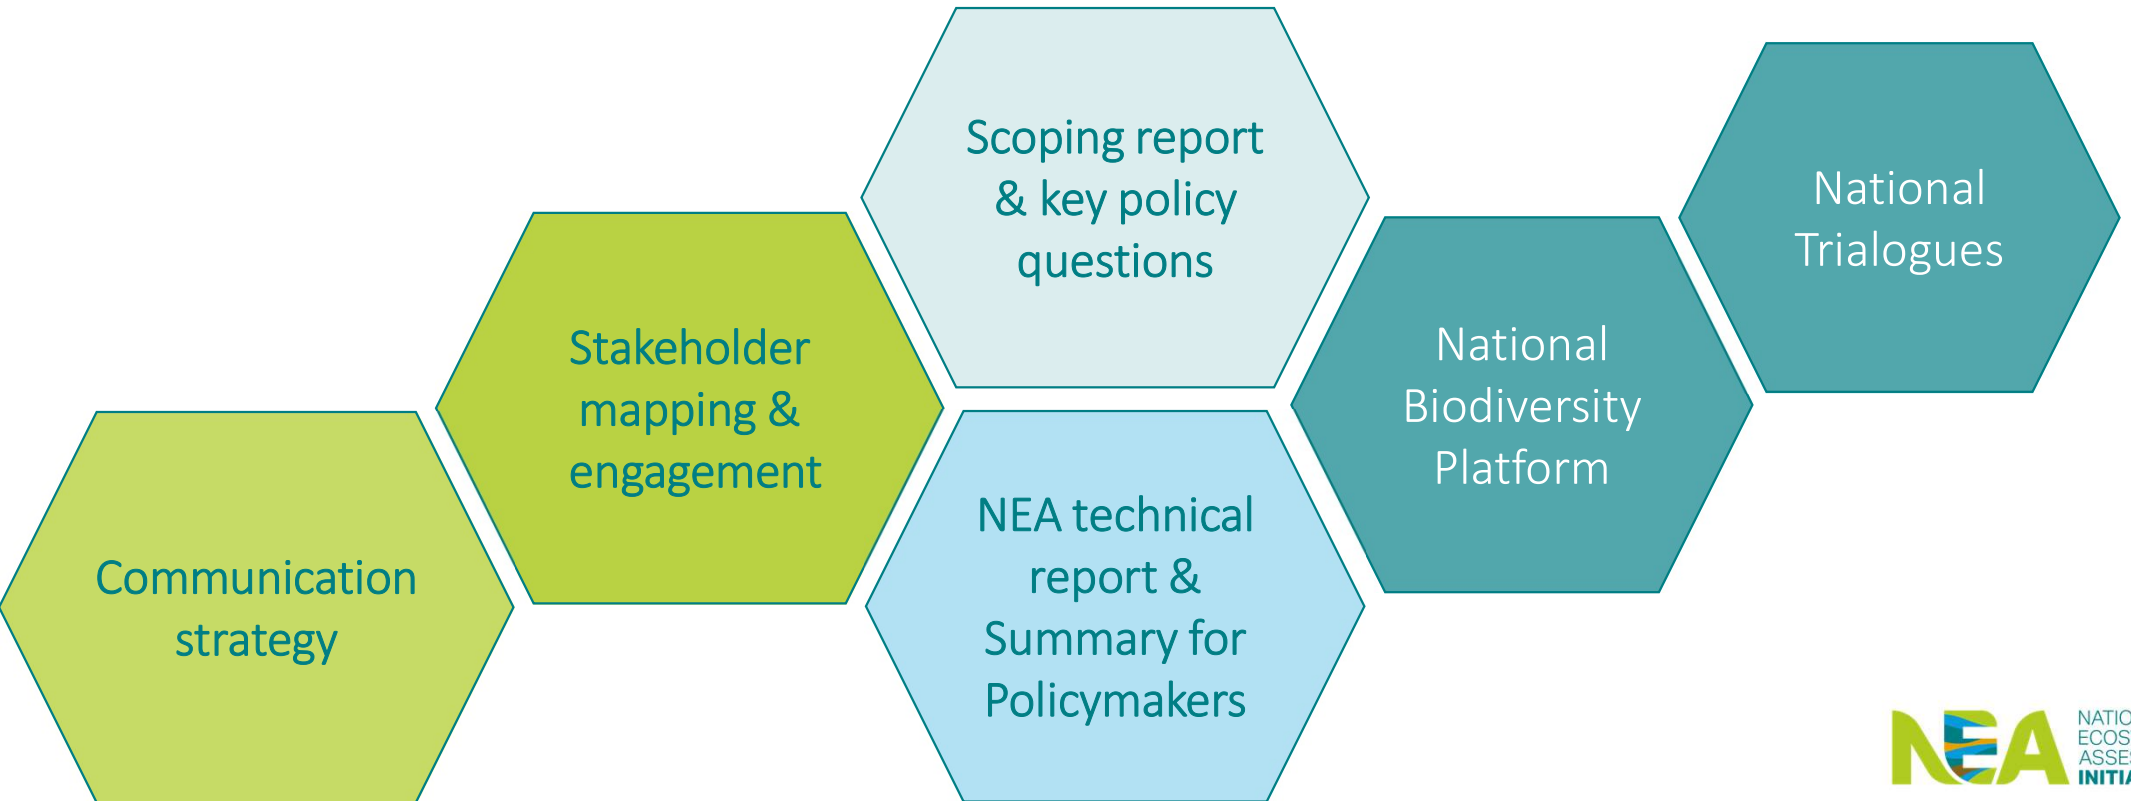 Communication
strategy
Stakeholder
mapping &
engagement
Scoping report
& key policy
questions
NEA technical
report &
Summary for
Policymakers
National
Biodiversity
Platform
National
Trialogues
NEA
INITIA